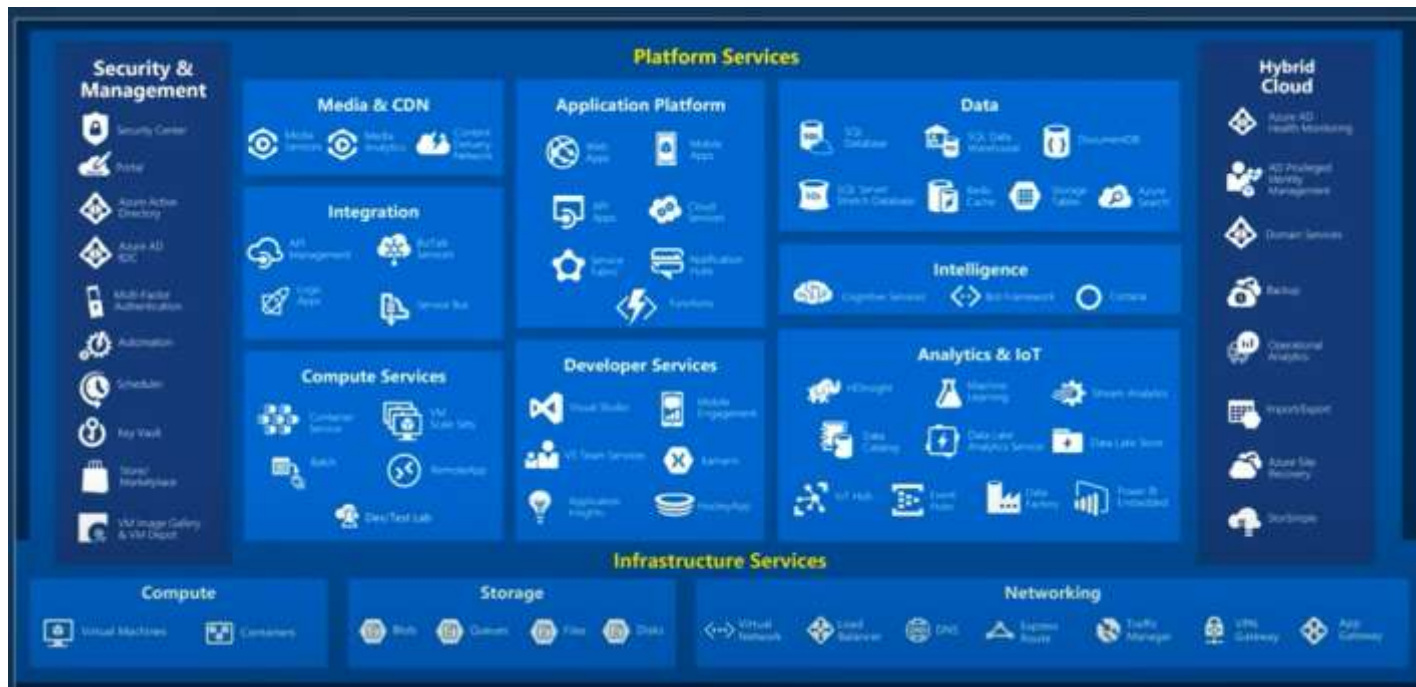 Platform Services
Security &
Management
Security Center
Portal
Azure Active
Directory
Azure AD
B2C
Multi-Factor
Authentication
Automation
Scheduler
Key Vault
Store/
Marketplace
VM Image Gallery
& VM Depot
Media & CDN
Media
Services
Media
Analytics
Content
Delivery
Network
Integration
API
Management
BizTalk
Services
Logic
Apps
Service Bus
Compute Services
Container
Service
VM
Scale Sets
Batch
RemoteApp
Dev/Test Lab
Application Platform
Web
Apps
Mobile
Apps
API
Apps
Cloud
Services
Service
Fabric
Notification
Hubs
Functions
Developer Services
Visual Studio
Mobile
Engagement
VS Team Services
Xamarin
Application
Insights
HockeyApp
Data
SQL
Database
SQL Data
Warehouse
DocumentDB
SQL Server
Stretch Database
Redis
Cache
Storage
Tables
Azure
Search
Intelligence
Cognitive Services
Bot Framework
Cortana
Analytics & IoT
HDInsight
Machine
Learning
Stream Analytics
Data
Catalog
Data Lake
Analytics Service
Data Lake Store
IoT Hub
Event
Hubs
Data
Factory
Power BI
Embedded
Hybrid
Cloud
Azure AD
Health Monitoring
AD Privileged
Identity
Management
Domain Services
Backup
Operational
Analytics
Import/Export
Azure Site
Recovery
StorSimple
Infrastructure Services
Compute
Virtual Machines
Containers
Storage
Blobs
Queues
Files
Disks
Networking
Virtual
Network
Load
Balancer
DNS
Express
Route
Traffic
Manager
VPN
Gateway
App
Gateway